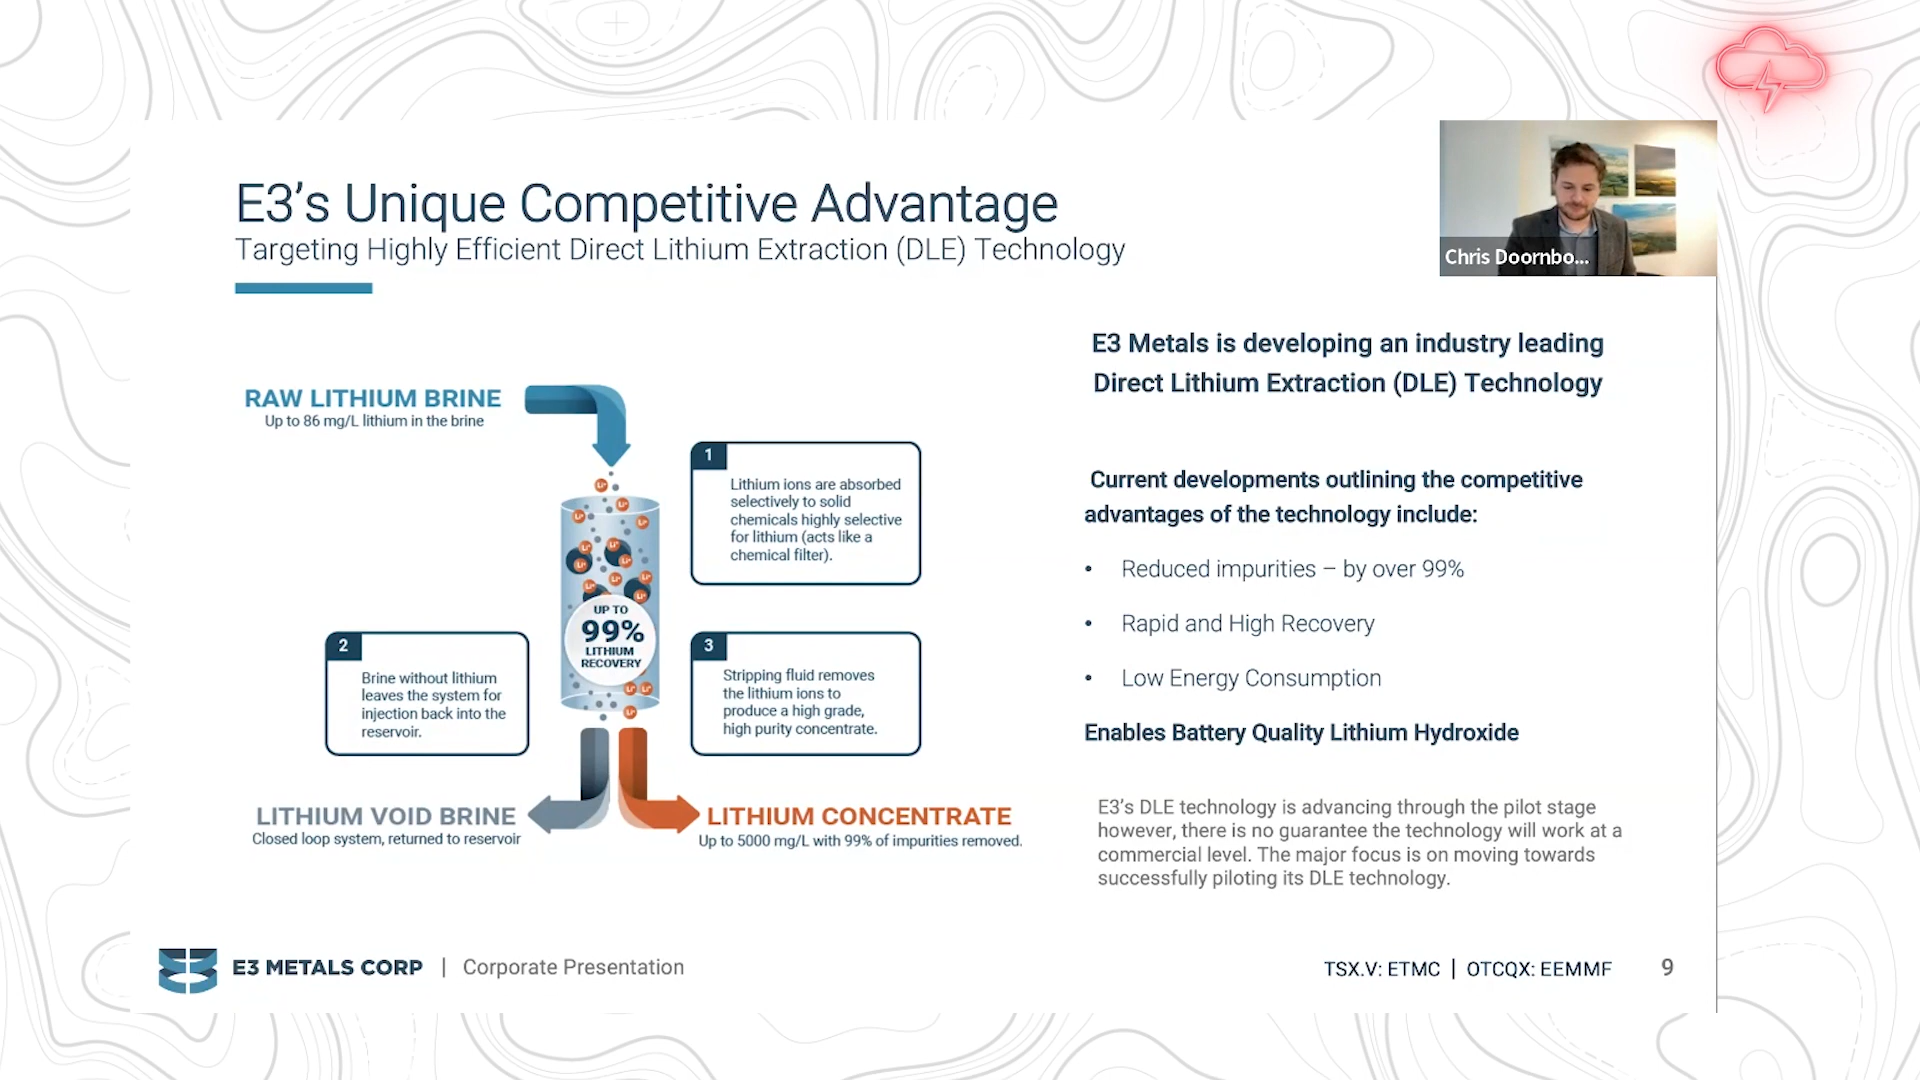 E3’s Unique Competitive Advantage
Targeting Highly Efficient Direct Lithium Extraction (DLE) Technology
Chris Doornbo...
RAW LITHIUM BRINE
Up to 86 mg/L lithium in the brine
1
Lithium ions are absorbed
selectively to solid
chemicals highly selective
for lithium (acts like a
chemical filter).
UP TO
99%
LITHIUM
RECOVERY
2
Brine without lithium
leaves the system for
injection back into the
reservoir.
3
Stripping fluid removes
the lithium ions to
produce a high grade,
high purity concentrate.
LITHIUM VOID BRINE
Closed loop system, returned to reservoir
LITHIUM CONCENTRATE
Up to 5000 mg/L with 99% of impurities removed.
E3 Metals is developing an industry leading
Direct Lithium Extraction (DLE) Technology
Current developments outlining the competitive
advantages of the technology include:
• Reduced impurities – by over 99%
• Rapid and High Recovery
• Low Energy Consumption
Enables Battery Quality Lithium Hydroxide
E3’s DLE technology is advancing through the pilot stage
however, there is no guarantee the technology will work at a
commercial level. The major focus is on moving towards
successfully piloting its DLE technology.
E3 METALS CORP | Corporate Presentation
TSX.V: ETMC | OTCQX: EEMMF
9